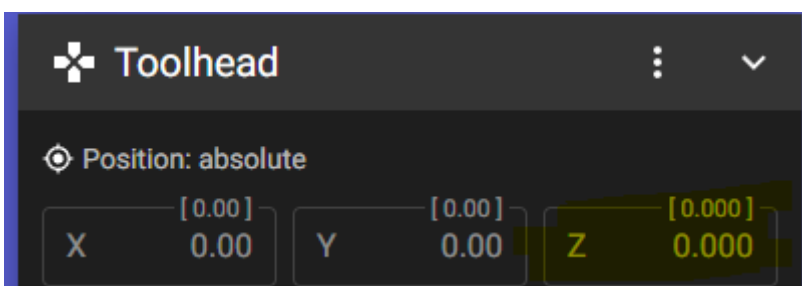 Toolhead
Position: absolute
[ 0.00 ] [ 0.00 ] [ 0.000 ]
X 0.00 Y 0.00 Z 0.000